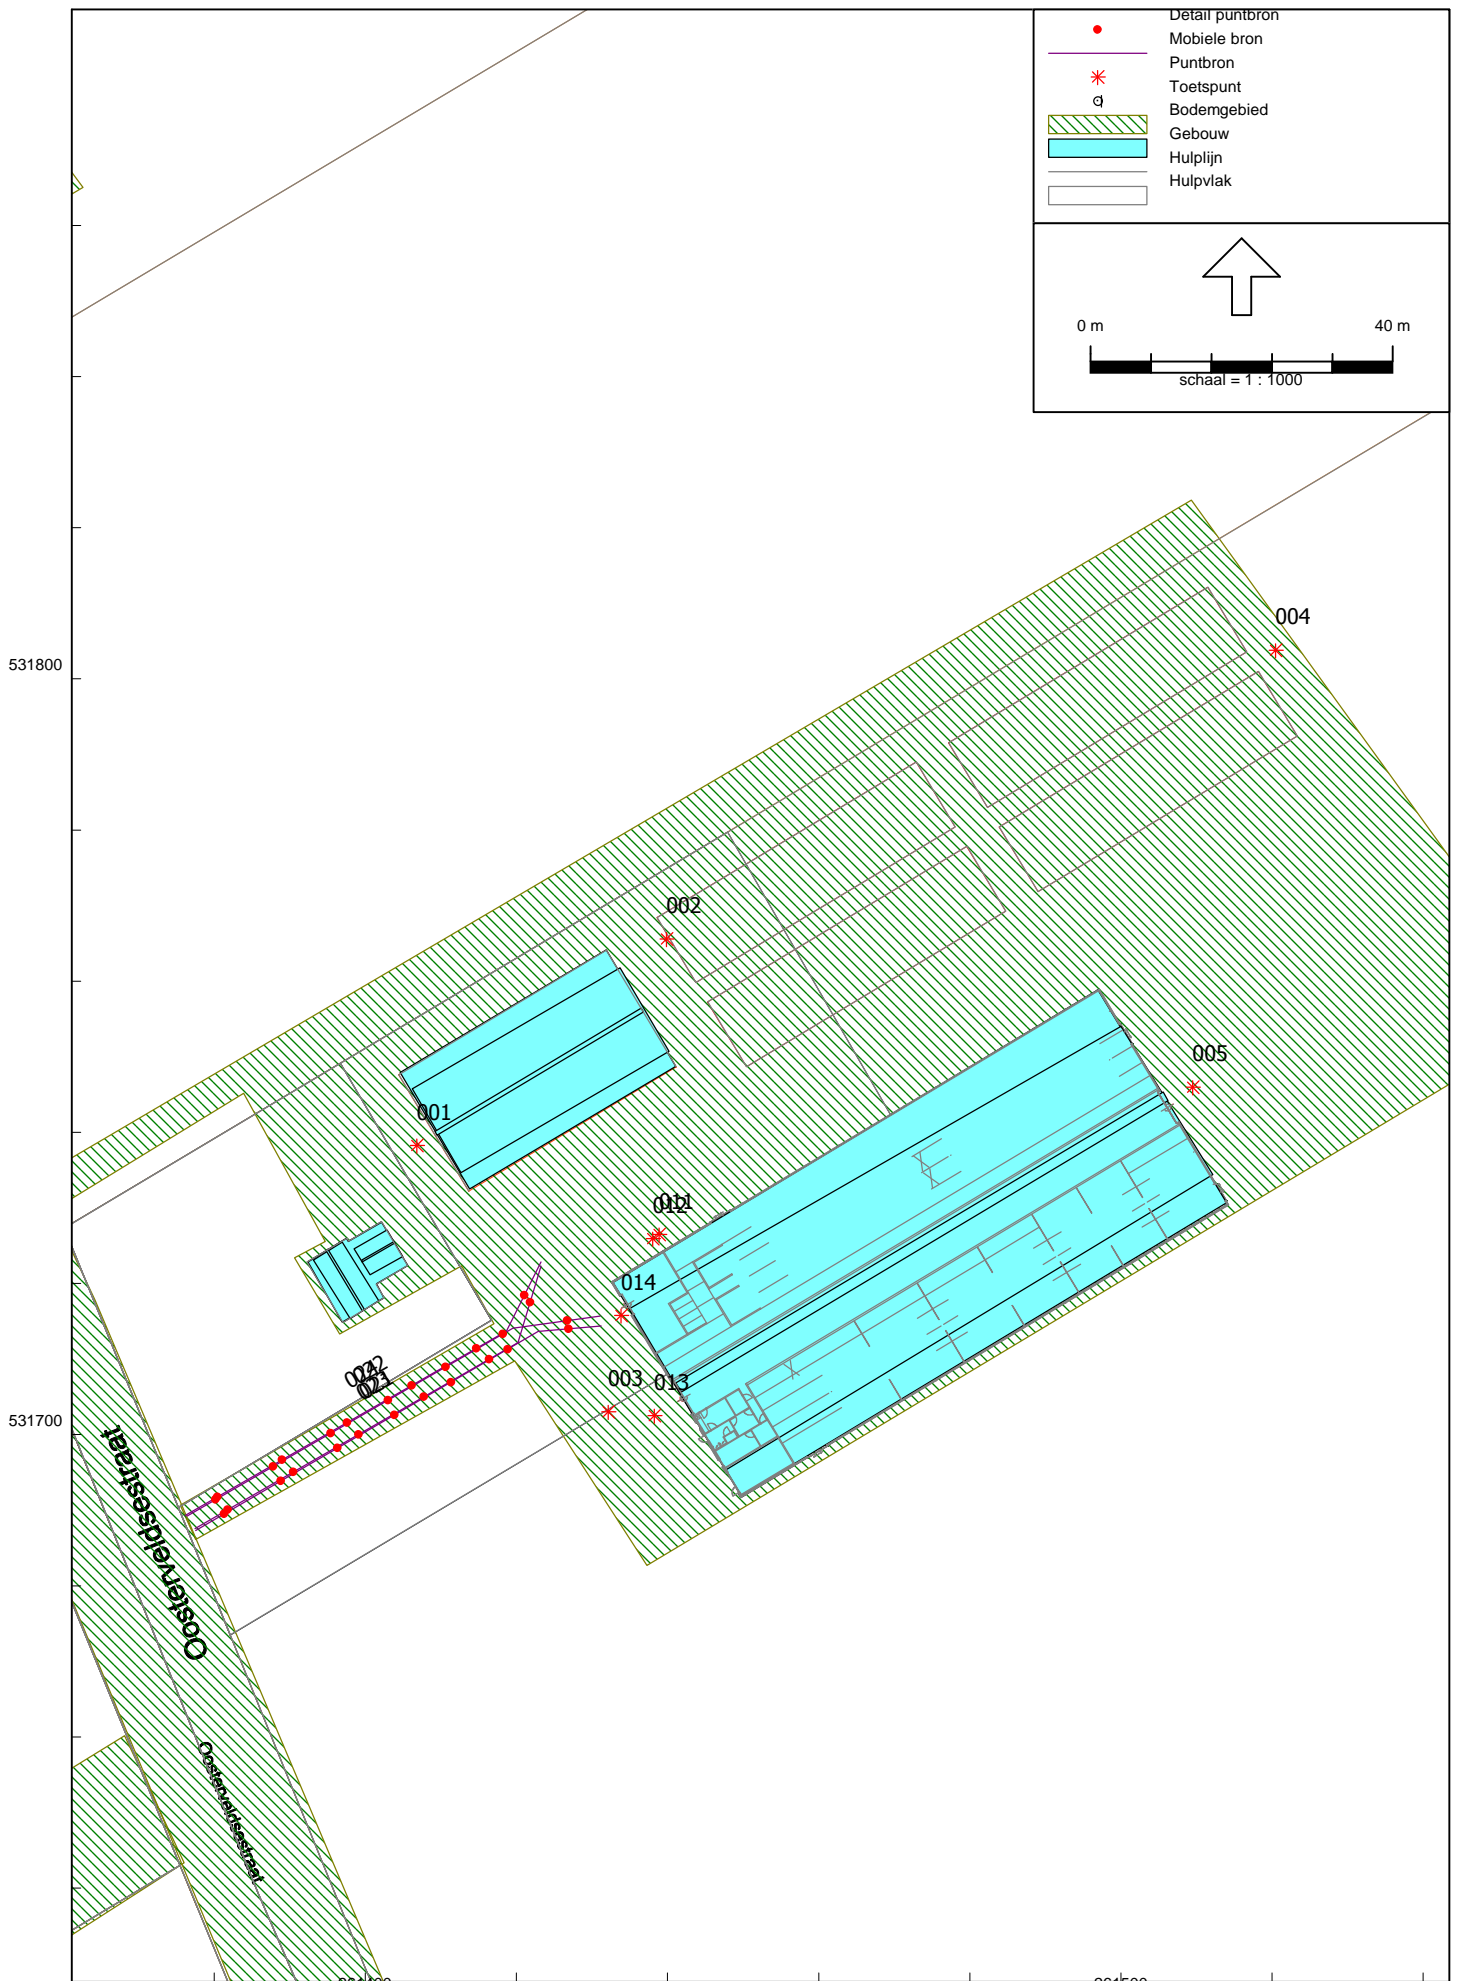 Detail puntbron
Mobiele bron
Puntbron
Toetspunt
Bodemgebied
Gebouw
Hulplijn
Hulpvlak
0 m 40 m
schaal = 1 : 1000
004
531800
002
005
001
011
012
014
003
013
531700
Oosterveldsestraat
Oosterveldsestraat